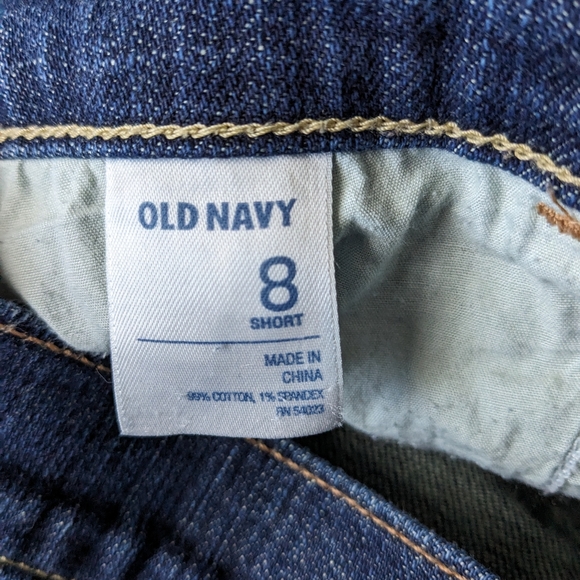 OLD NAVY
8
SHORT
MADE IN
CHINA
99% COTTON, 1% SPANDEX
RN 54023